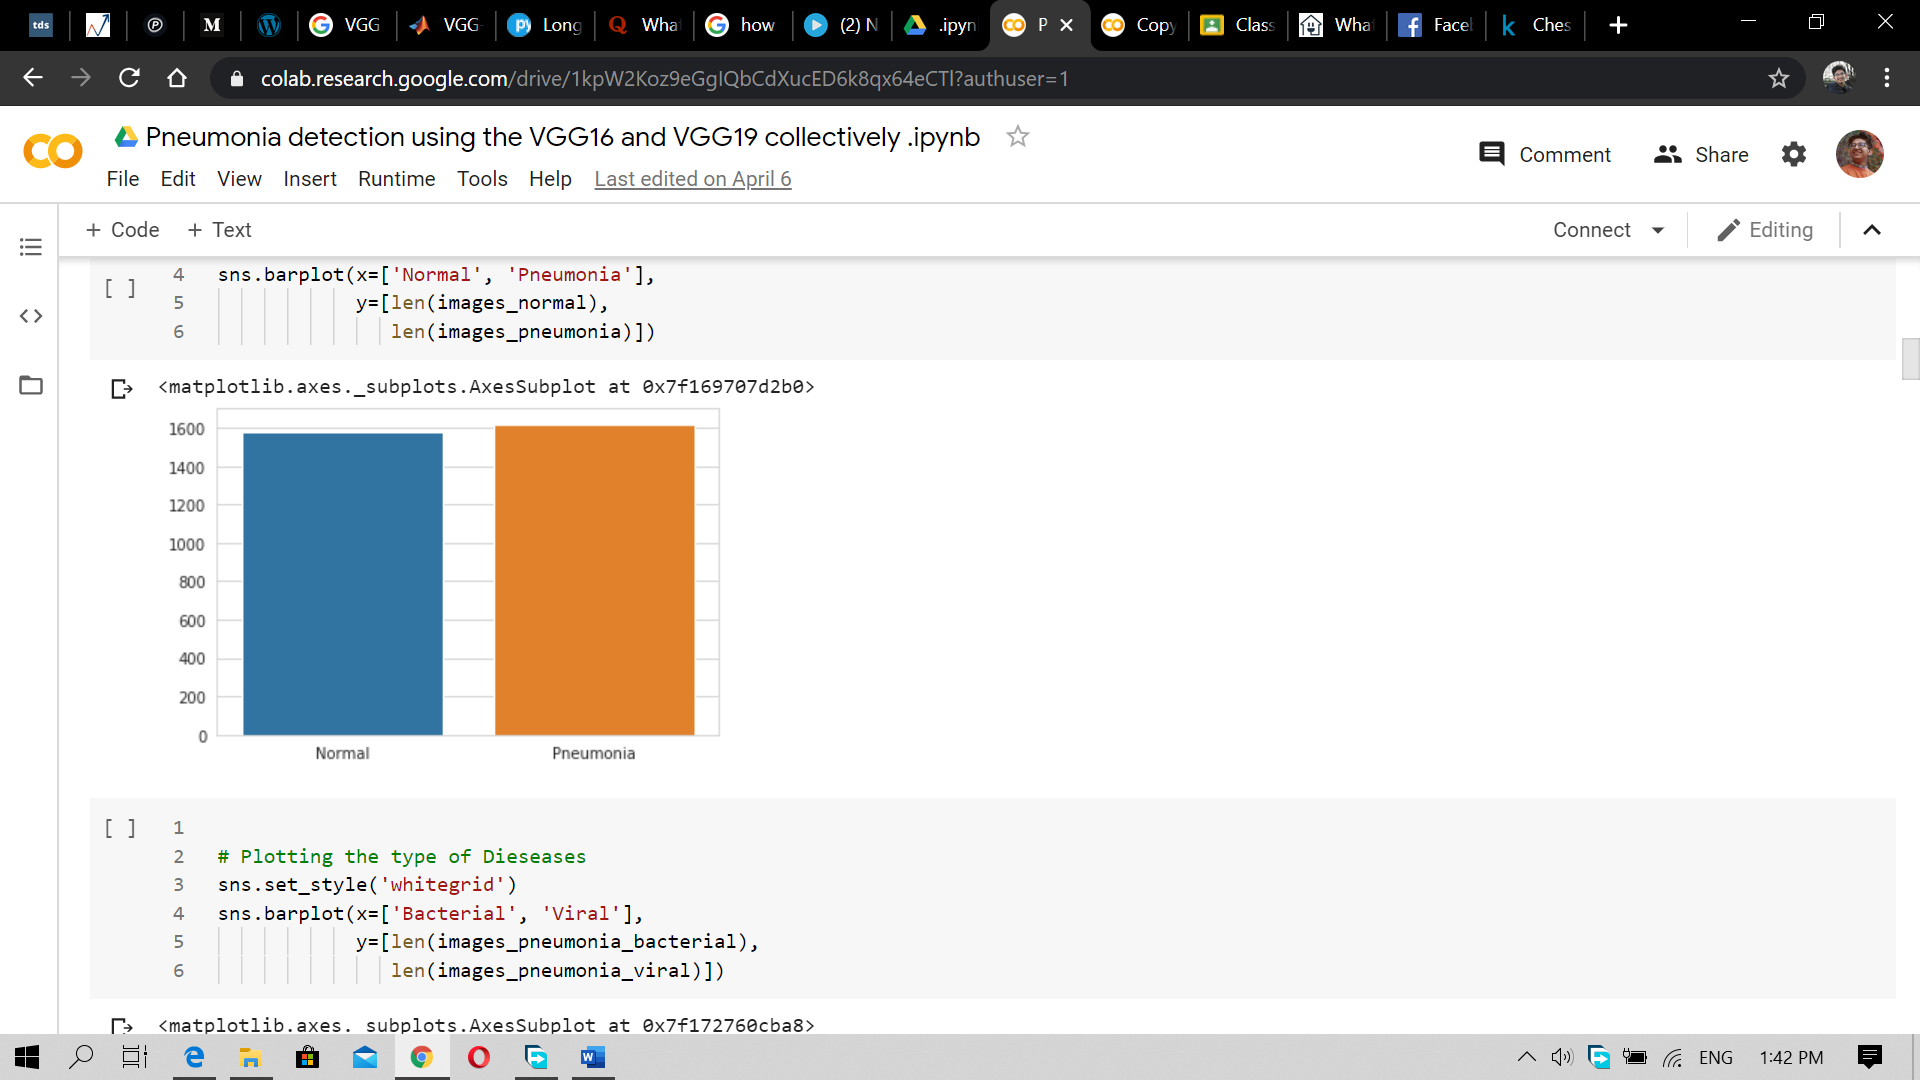 tds M VGG VGG Long What how (2) N .ipyn P Copy Class What Facel Ches
colab.research.google.com/drive/1kpW2Koz9eGgIQbCdXucED6k8qx64eCTl?authuser=1
Pneumonia detection using the VGG16 and VGG19 collectively .ipynb
Comment Share
File Edit View Insert Runtime Tools Help Last edited on April 6
+ Code + Text Connect Editing
[ ] 4 sns.barplot(x=['Normal', 'Pneumonia'],
5 y=[len(images_normal),
6 len(images_pneumonia)])
<matplotlib.axes._subplots.AxesSubplot at 0x7f169707d2b0>
1600
1400
1200
1000
800
600
400
200
0
Normal Pneumonia
[ ] 1
2 # Plotting the type of Dieseases
3 sns.set_style('whitegrid')
4 sns.barplot(x=['Bacterial', 'Viral'],
5 y=[len(images_pneumonia_bacterial),
6 len(images_pneumonia_viral)])
<matplotlib.axes._subplots.AxesSubplot at 0x7f172760cba8>
ENG 1:42 PM